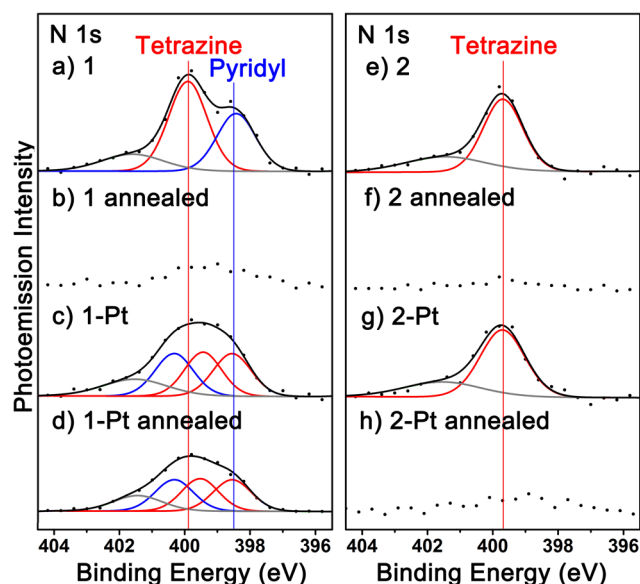 N 1s
Tetrazine
a) 1
Pyridyl
b) 1 annealed
c) 1-Pt
d) 1-Pt annealed
404 402 400 398 396
Binding Energy (eV)
Photoemission Intensity
N 1s
Tetrazine
e) 2
f) 2 annealed
g) 2-Pt
h) 2-Pt annealed
404 402 400 398 396
Binding Energy (eV)